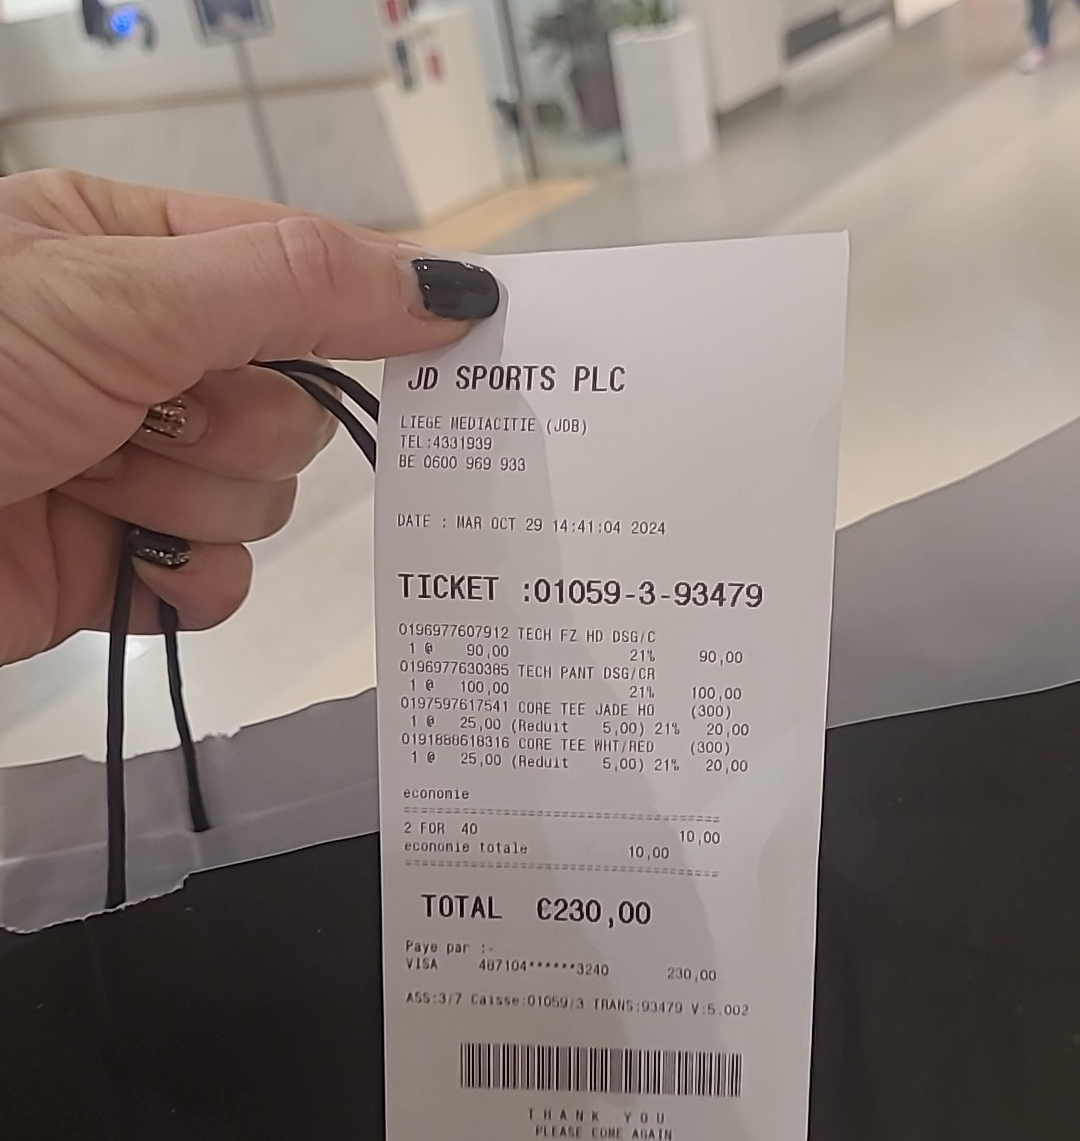 JD SPORTS PLC
LIEGE MEDIACITIE (JDB)
TEL:4331939
BE 0600 969 933
DATE : MAR OCT 29 14:41:04 2024
TICKET :01059-3-93479
0196977607912 TECH FZ HD DSG/C
1 @ 90,00 21% 90,00
0196977630385 TECH PANT DSG/CR
1 @ 100,00 21% 100,00
0197597617541 CORE TEE JADE HO (300)
1 @ 25,00 (Reduit 5,00) 21% 20,00
0191888618316 CORE TEE WHT/RED (300)
1 @ 25,00 (Reduit 5,00) 21% 20,00
economie
==========================================
2 FOR 40 10,00
economie totale 10,00
==========================================
TOTAL €230,00
Paye par :-
VISA 487104******3240 230,00
ASS:3/7 Caisse:01059/3 TRANS:93479 V:5.002
THANK YOU
PLEASE COME AGAIN